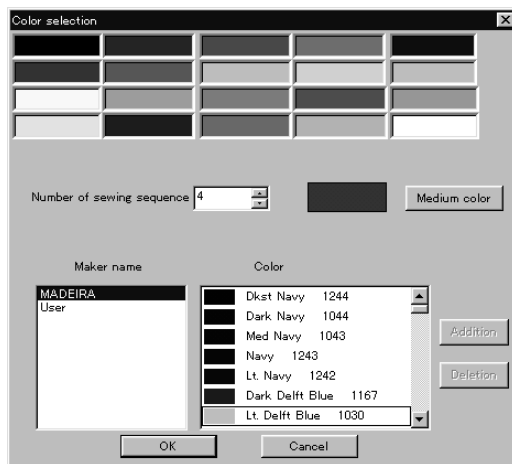 Color selection
Number of sewing sequence 4 Medium color
Maker name Color
MADEIRA
User
Dkst Navy 1244
Dark Navy 1044
Med Navy 1043
Navy 1243
Lt. Navy 1242
Dark Delft Blue 1167
Lt. Delft Blue 1030
Addition
Deletion
OK Cancel